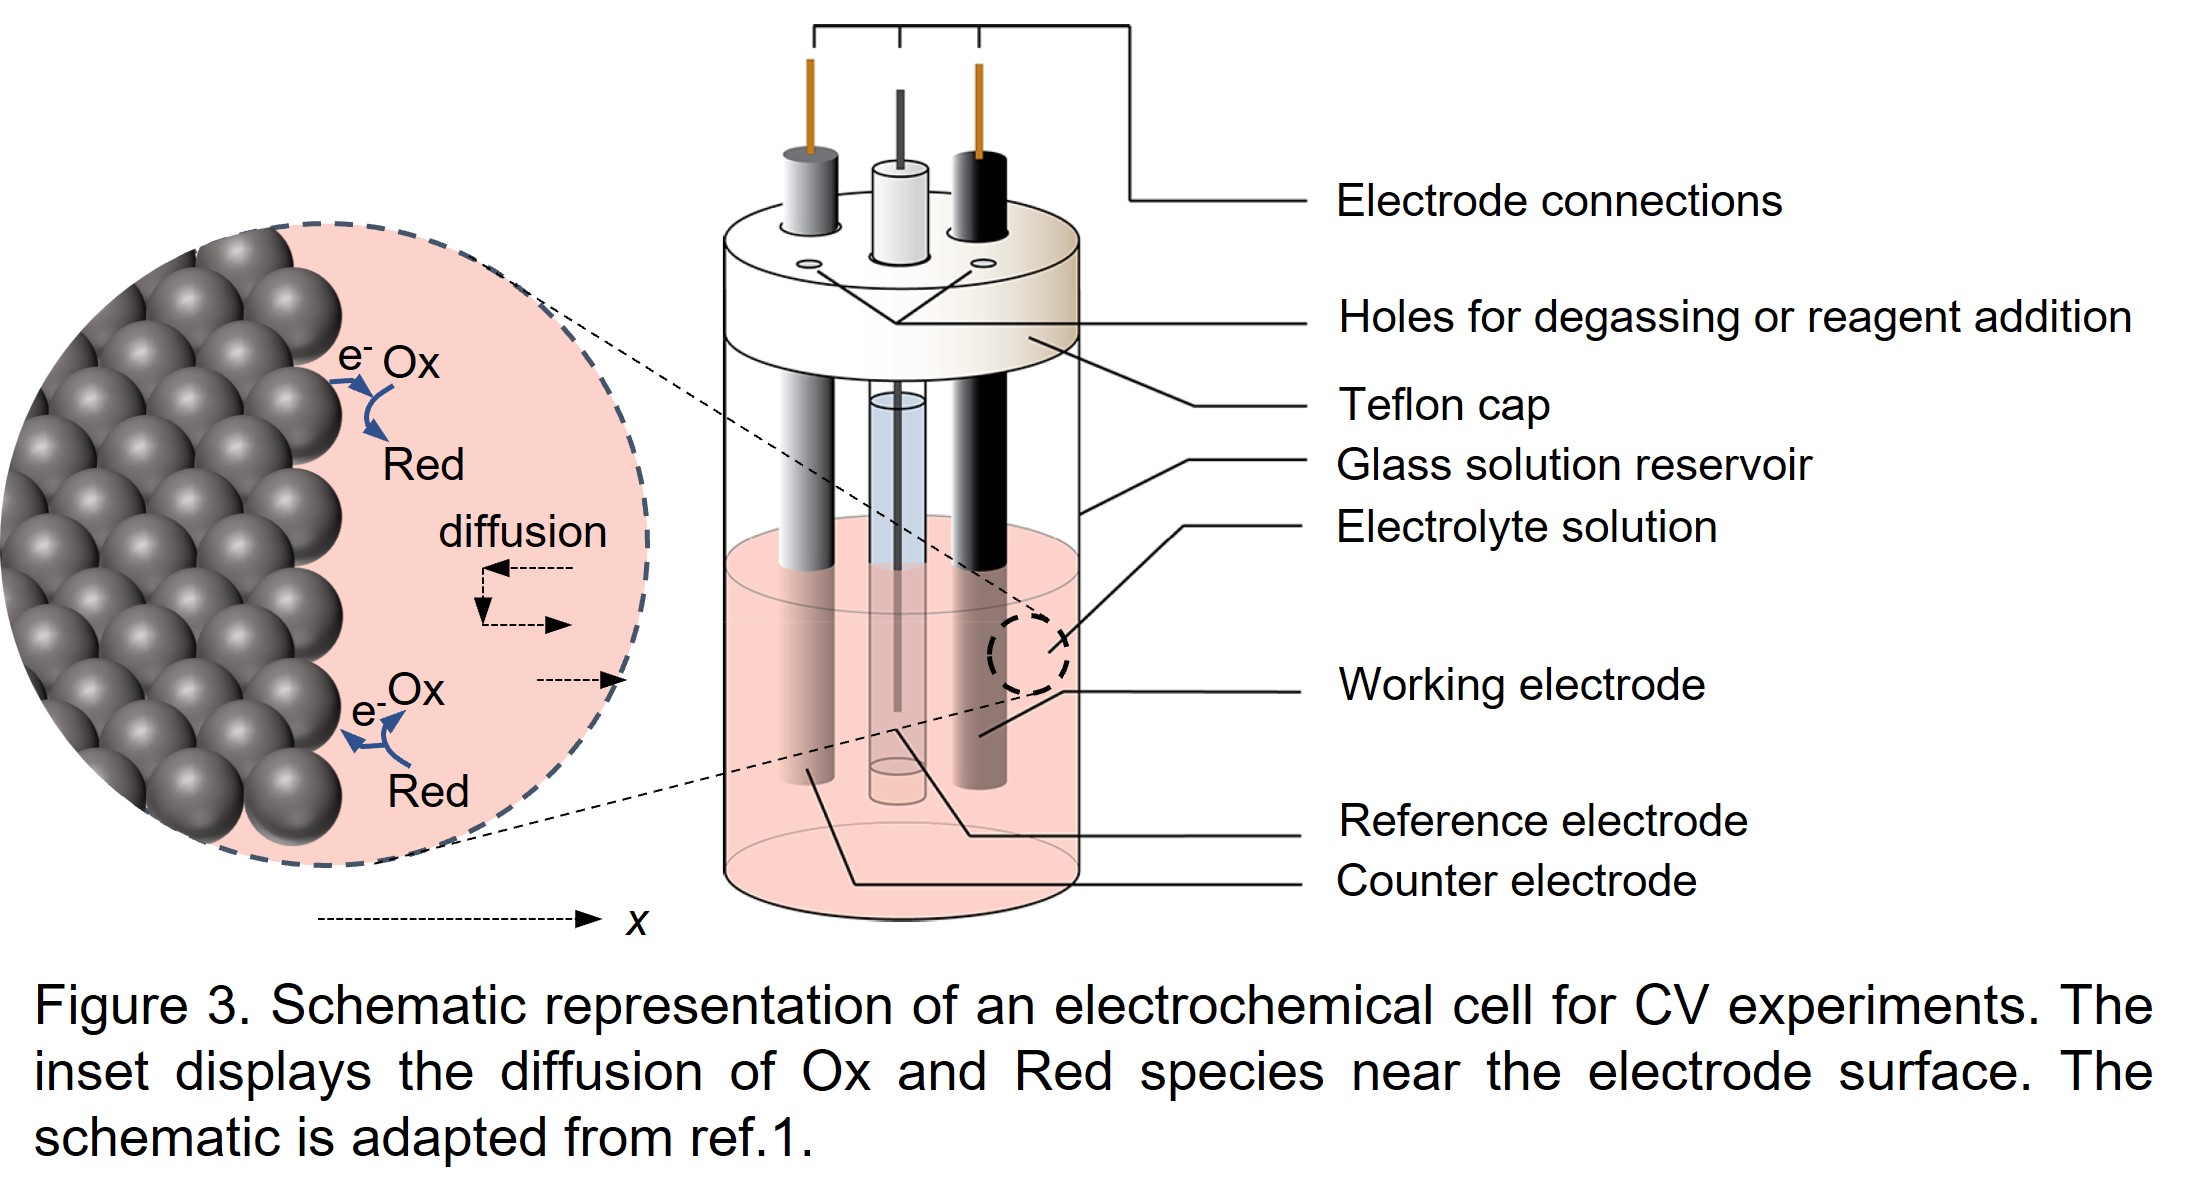 Electrode connections
Holes for degassing or reagent addition
Teflon cap
Glass solution reservoir
Electrolyte solution
Working electrode
Reference electrode
Counter electrode
e- Ox
Red
diffusion
e- Ox
Red
x
Figure 3. Schematic representation of an electrochemical cell for CV experiments. The
inset displays the diffusion of Ox and Red species near the electrode surface. The
schematic is adapted from ref.1.